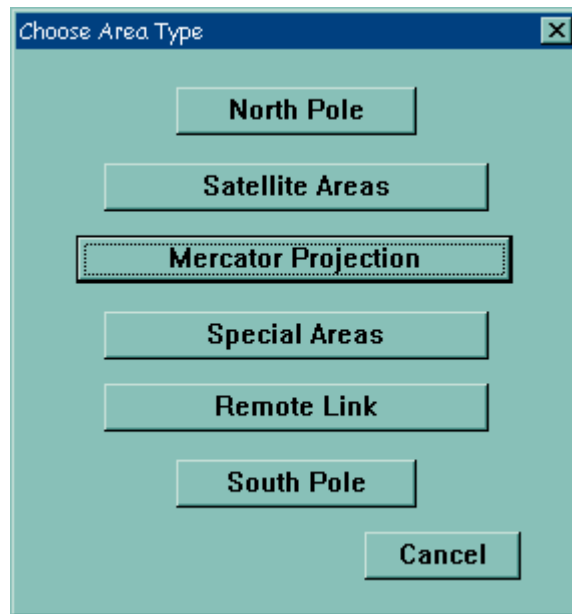 Choose Area Type
North Pole
Satellite Areas
Mercator Projection
Special Areas
Remote Link
South Pole
Cancel